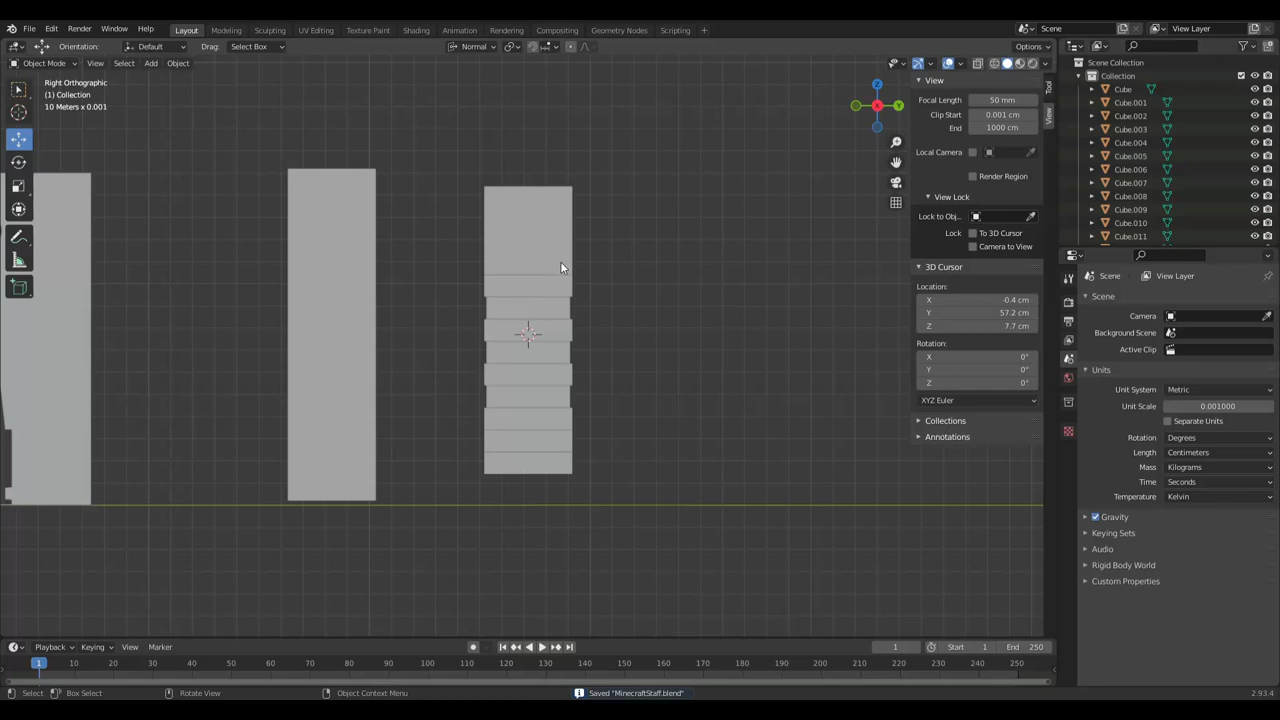 File Edit Render Window Help Layout Modeling Sculpting UV Editing Texture Paint Shading Animation Rendering Compositing Geometry Nodes Scripting + Scene View Layer
Orientation: Default Drag: Select Box Normal Options
Object Mode View Select Add Object
Right Orthographic
(1) Collection
10 Meters x 0.001
X
Y
Z
View
Focal Length 50 mm
Clip Start 0.001 cm
End 1000 cm
Local Camera
Render Region
View Lock
Lock to Obj...
Lock To 3D Cursor
Camera to View
3D Cursor
Location:
X -0.4 cm
Y 57.2 cm
Z 7.7 cm
Rotation:
X 0°
Y 0°
Z 0°
XYZ Euler
Collections
Annotations
Tool
View
Scene Collection
Collection
Cube
Cube.001
Cube.002
Cube.003
Cube.004
Cube.005
Cube.006
Cube.007
Cube.008
Cube.009
Cube.010
Cube.011
Scene View Layer
Scene
Camera
Background Scene
Active Clip
Units
Unit System Metric
Unit Scale 0.001000
Separate Units
Rotation Degrees
Length Centimeters
Mass Kilograms
Time Seconds
Temperature Kelvin
Gravity
Keying Sets
Audio
Rigid Body World
Custom Properties
Playback Keying View Marker 1 Start 1 End 250
1 10 20 30 40 50 60 70 80 90 100 110 120 130 140 150 160 170 180 190 200 210 220 230 240 250
Select Box Select Rotate View Object Context Menu Saved "MinecraftStaff.blend" 2.93.4